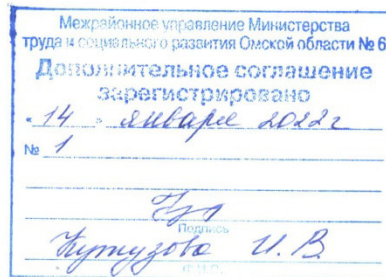 Межрайонное управление Министерства
труда и социального развития Омской области № 6
Дополнительное соглашение
зарегистрировано
"14" января 2022г
№ 1
Подпись
И. В.
Ф.И.О.